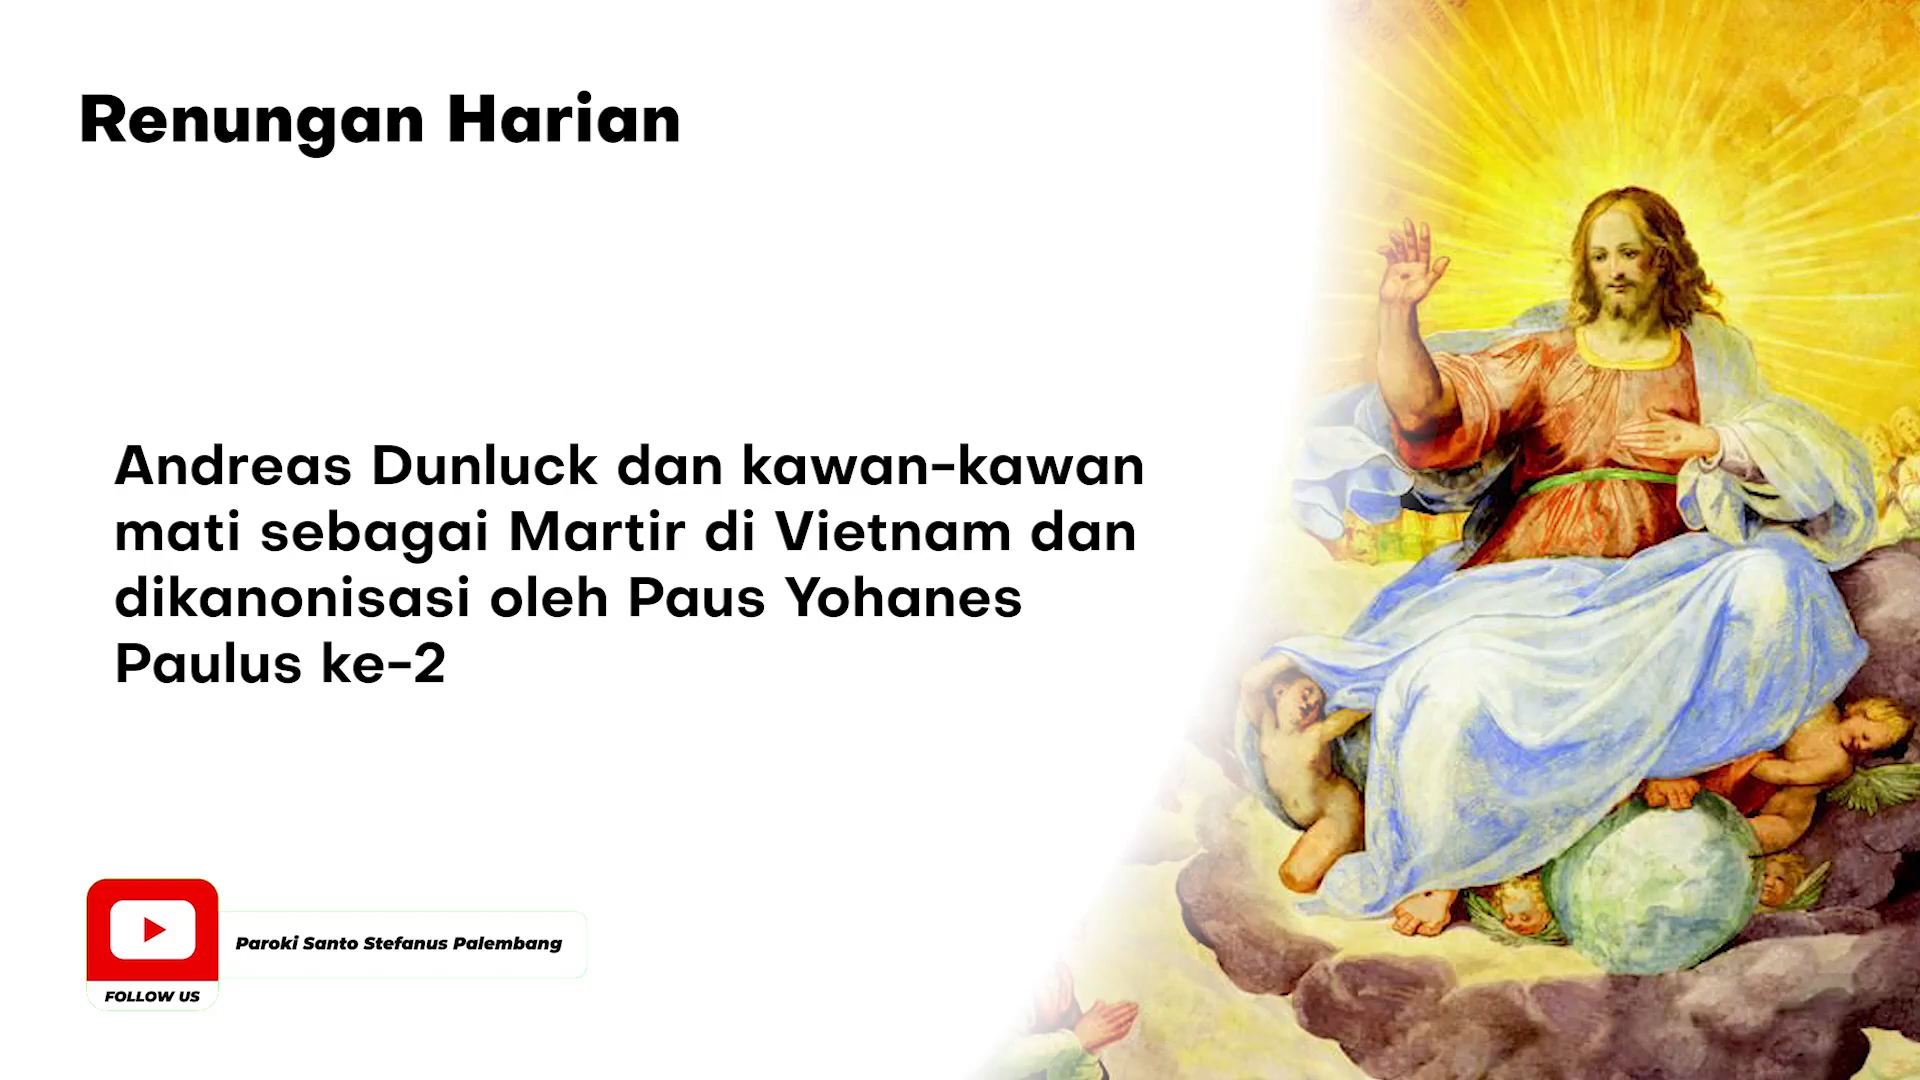 Renungan Harian
Andreas Dunluck dan kawan-kawan
mati sebagai Martir di Vietnam dan
dikanonisasi oleh Paus Yohanes
Paulus ke-2
Paroki Santo Stefanus Palembang
FOLLOW US